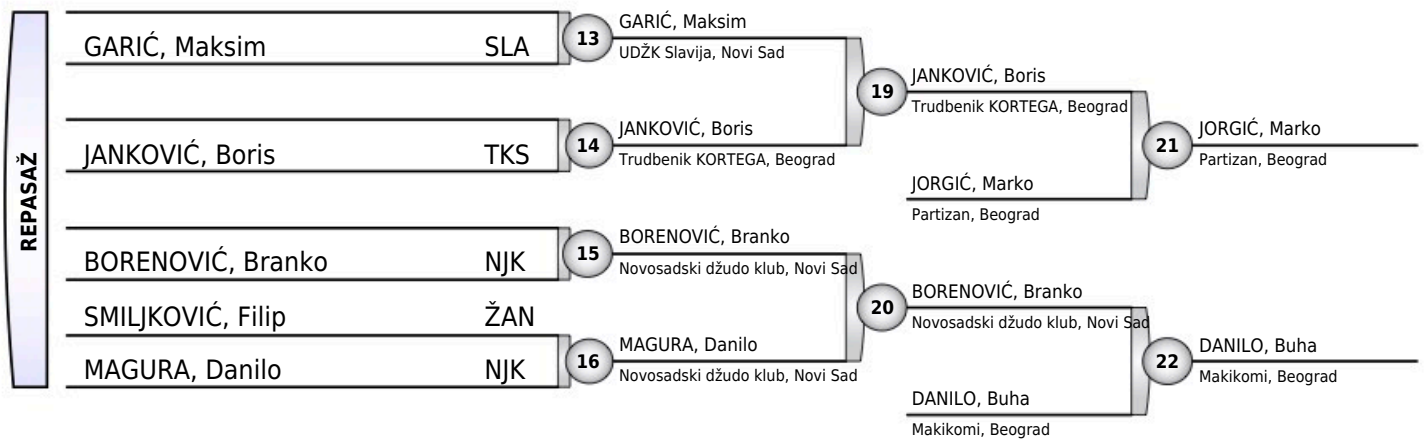 REPASAŽ
GARIĆ, Maksim SLA
JANKOVIĆ, Boris TKS
BORENOVIĆ, Branko NJK
SMILJKOVIĆ, Filip ŽAN
MAGURA, Danilo NJK
13
GARIĆ, Maksim
UDŽK Slavija, Novi Sad
14
JANKOVIĆ, Boris
Trudbenik KORTEGA, Beograd
15
BORENOVIĆ, Branko
Novosadski džudo klub, Novi Sad
16
MAGURA, Danilo
Novosadski džudo klub, Novi Sad
19
JANKOVIĆ, Boris
Trudbenik KORTEGA, Beograd
JORGIĆ, Marko
Partizan, Beograd
20
BORENOVIĆ, Branko
Novosadski džudo klub, Novi Sad
DANILO, Buha
Makikomi, Beograd
21
JORGIĆ, Marko
Partizan, Beograd
22
DANILO, Buha
Makikomi, Beograd